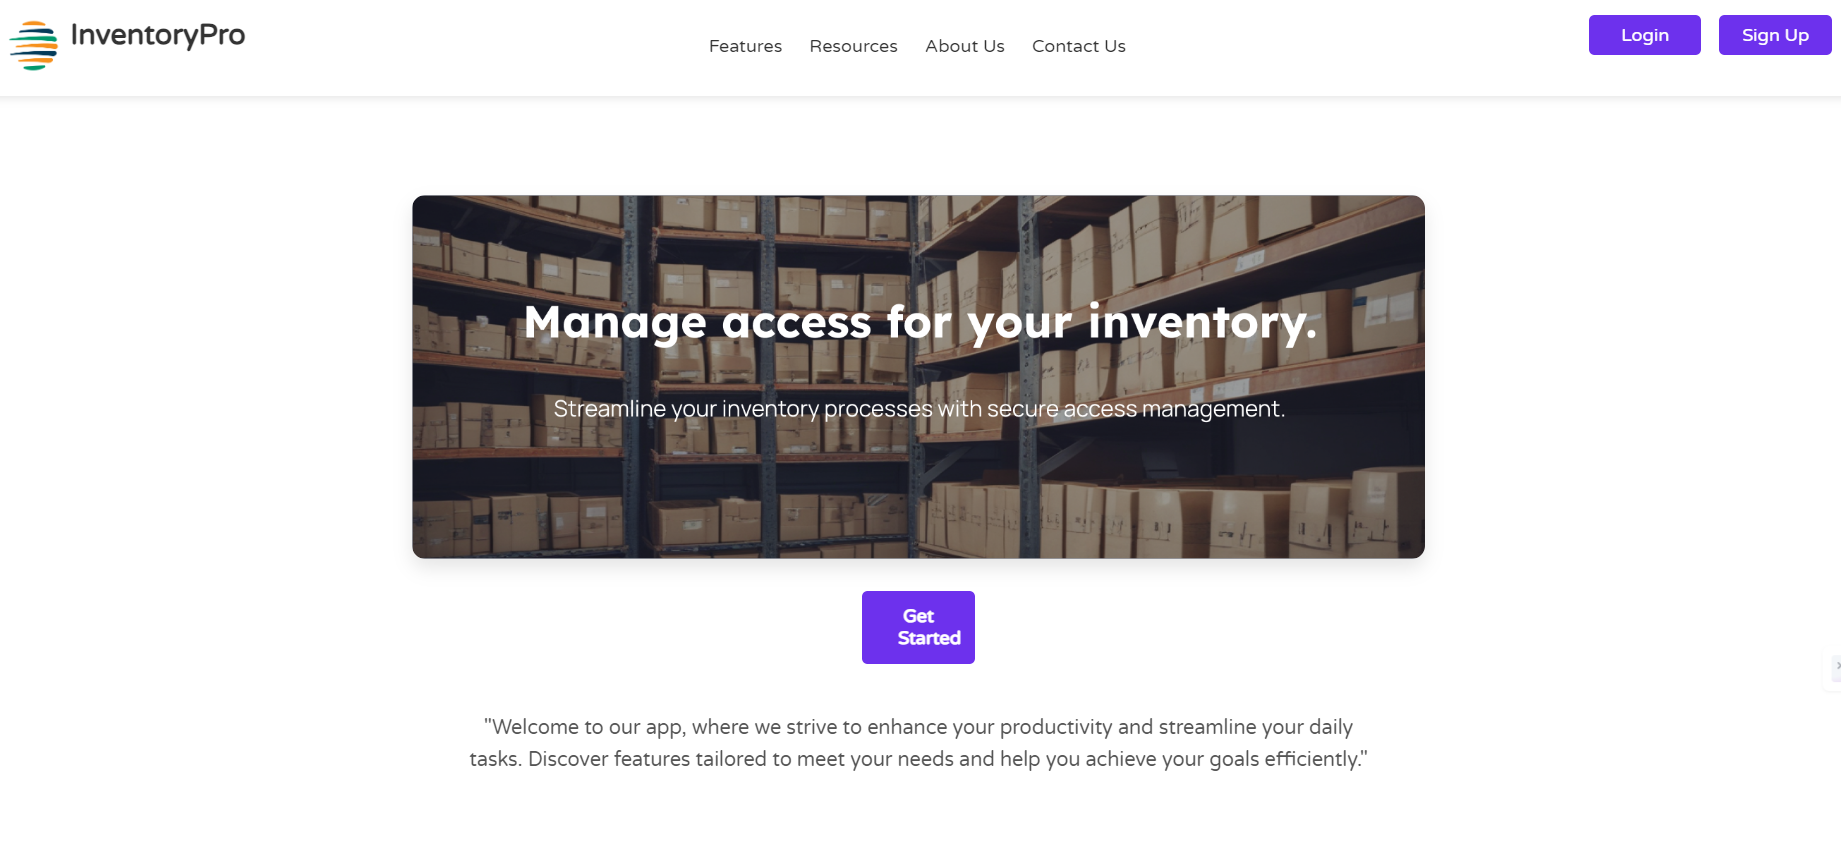 InventoryPro
Features
Resources
About Us
Contact Us
Login
Sign Up
Manage access for your inventory.
Streamline your inventory processes with secure access management.
Get
Started
"Welcome to our app, where we strive to enhance your productivity and streamline your daily
tasks. Discover features tailored to meet your needs and help you achieve your goals efficiently."